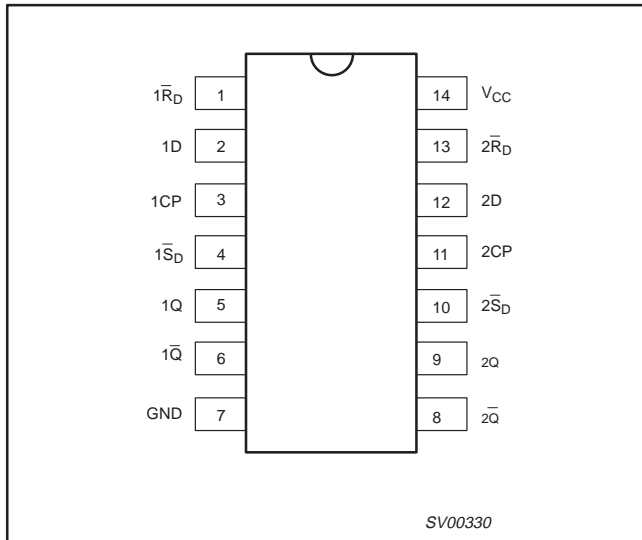 1R̅D 1 14 VCC
1D 2 13 2R̅D
1CP 3 12 2D
1S̅D 4 11 2CP
1Q 5 10 2S̅D
1Q̅ 6 9 2Q
GND 7 8 2Q̅
SV00330